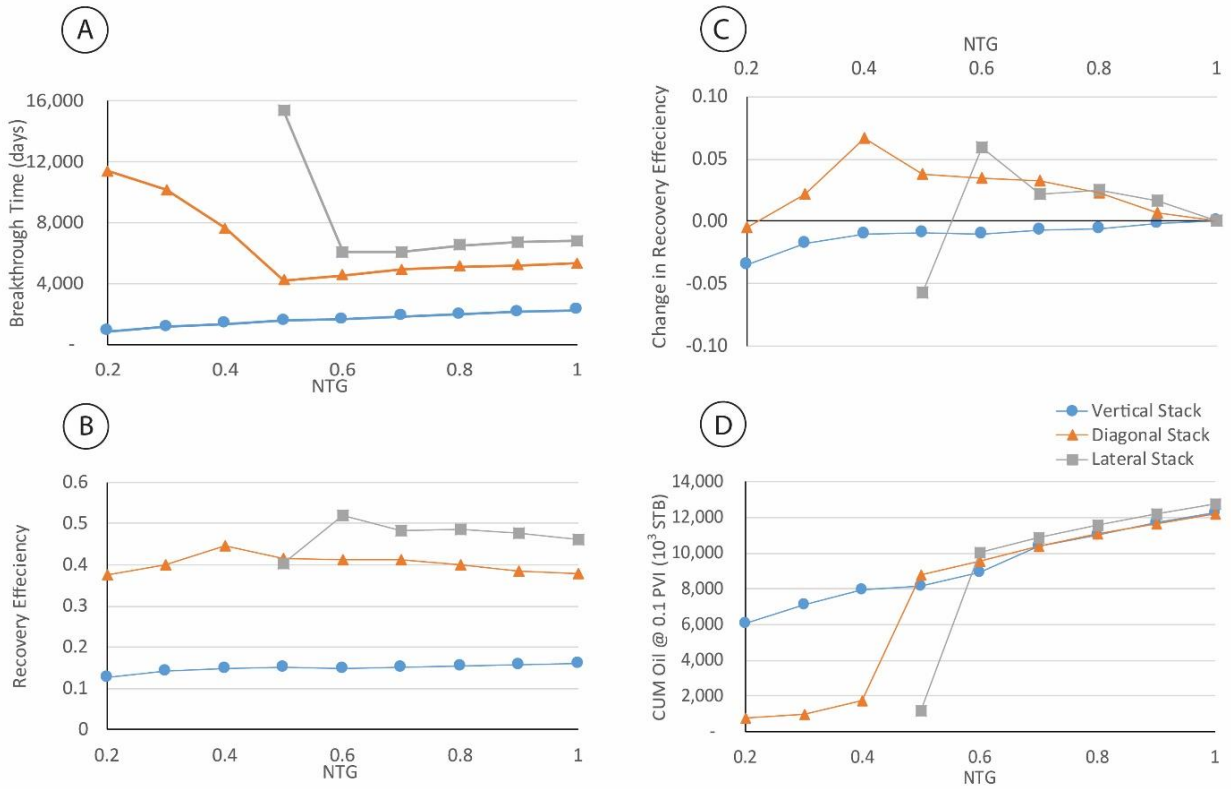 A
16,000
12,000
8,000
4,000
-
Breakthrough Time (days)
0.2 0.4 0.6 0.8 1
NTG
B
0.6
0.5
0.4
0.3
0.2
0.1
0
Recovery Effeciency
0.2 0.4 0.6 0.8 1
NTG
C
NTG
0.2 0.4 0.6 0.8 1
0.10
0.05
0.00
-0.05
-0.10
Change in Recovery Effeciency
D
Vertical Stack
Diagonal Stack
Lateral Stack
14,000
12,000
10,000
8,000
6,000
4,000
2,000
-
CUM Oil @ 0.1 PVI (10³ STB)
0.2 0.4 0.6 0.8 1
NTG